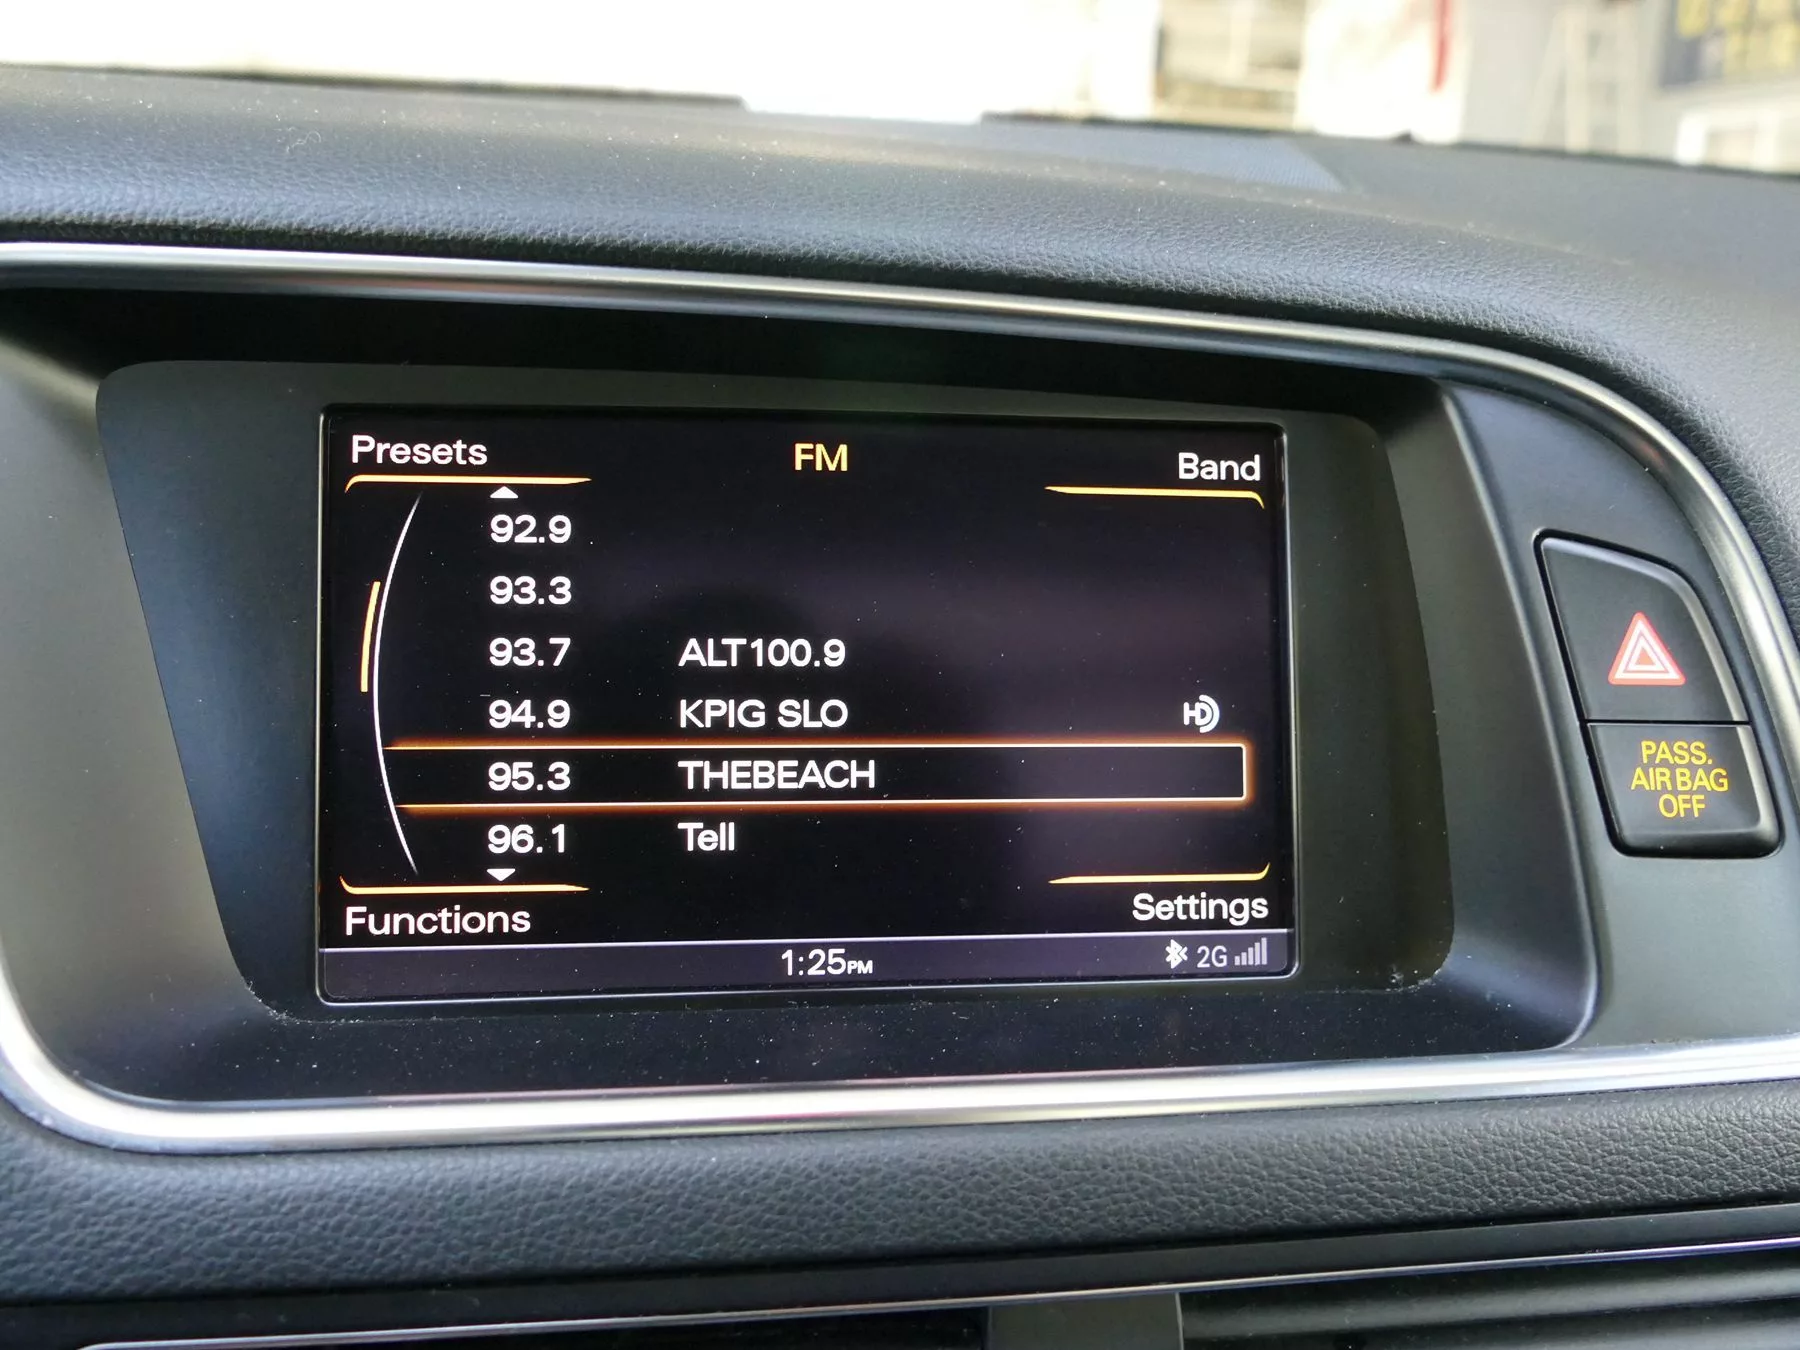 Presets FM Band
92.9
93.3
93.7 ALT100.9
94.9 KPIG SLO HD
95.3 THEBEACH
96.1 Tell
Functions Settings
1:25PM 2G
PASS.
AIR BAG
OFF